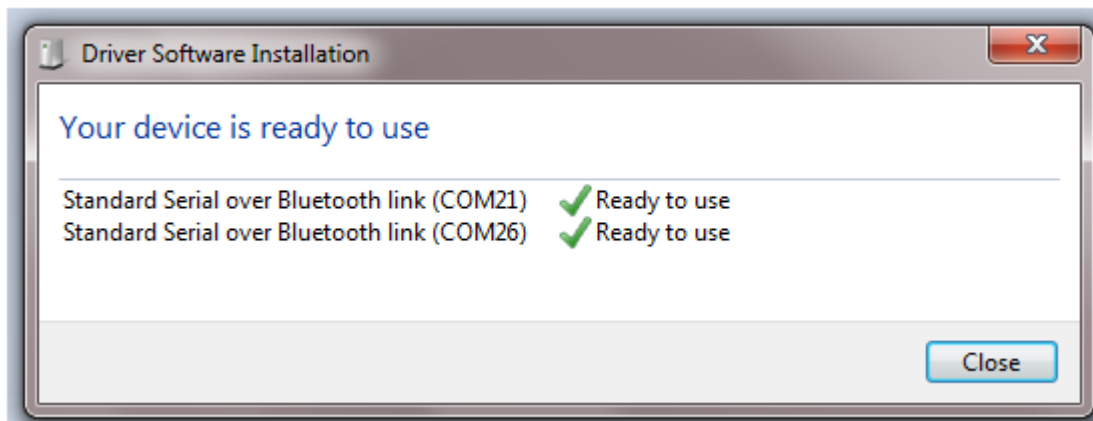 Driver Software Installation
Your device is ready to use
Standard Serial over Bluetooth link (COM21) Ready to use
Standard Serial over Bluetooth link (COM26) Ready to use
Close